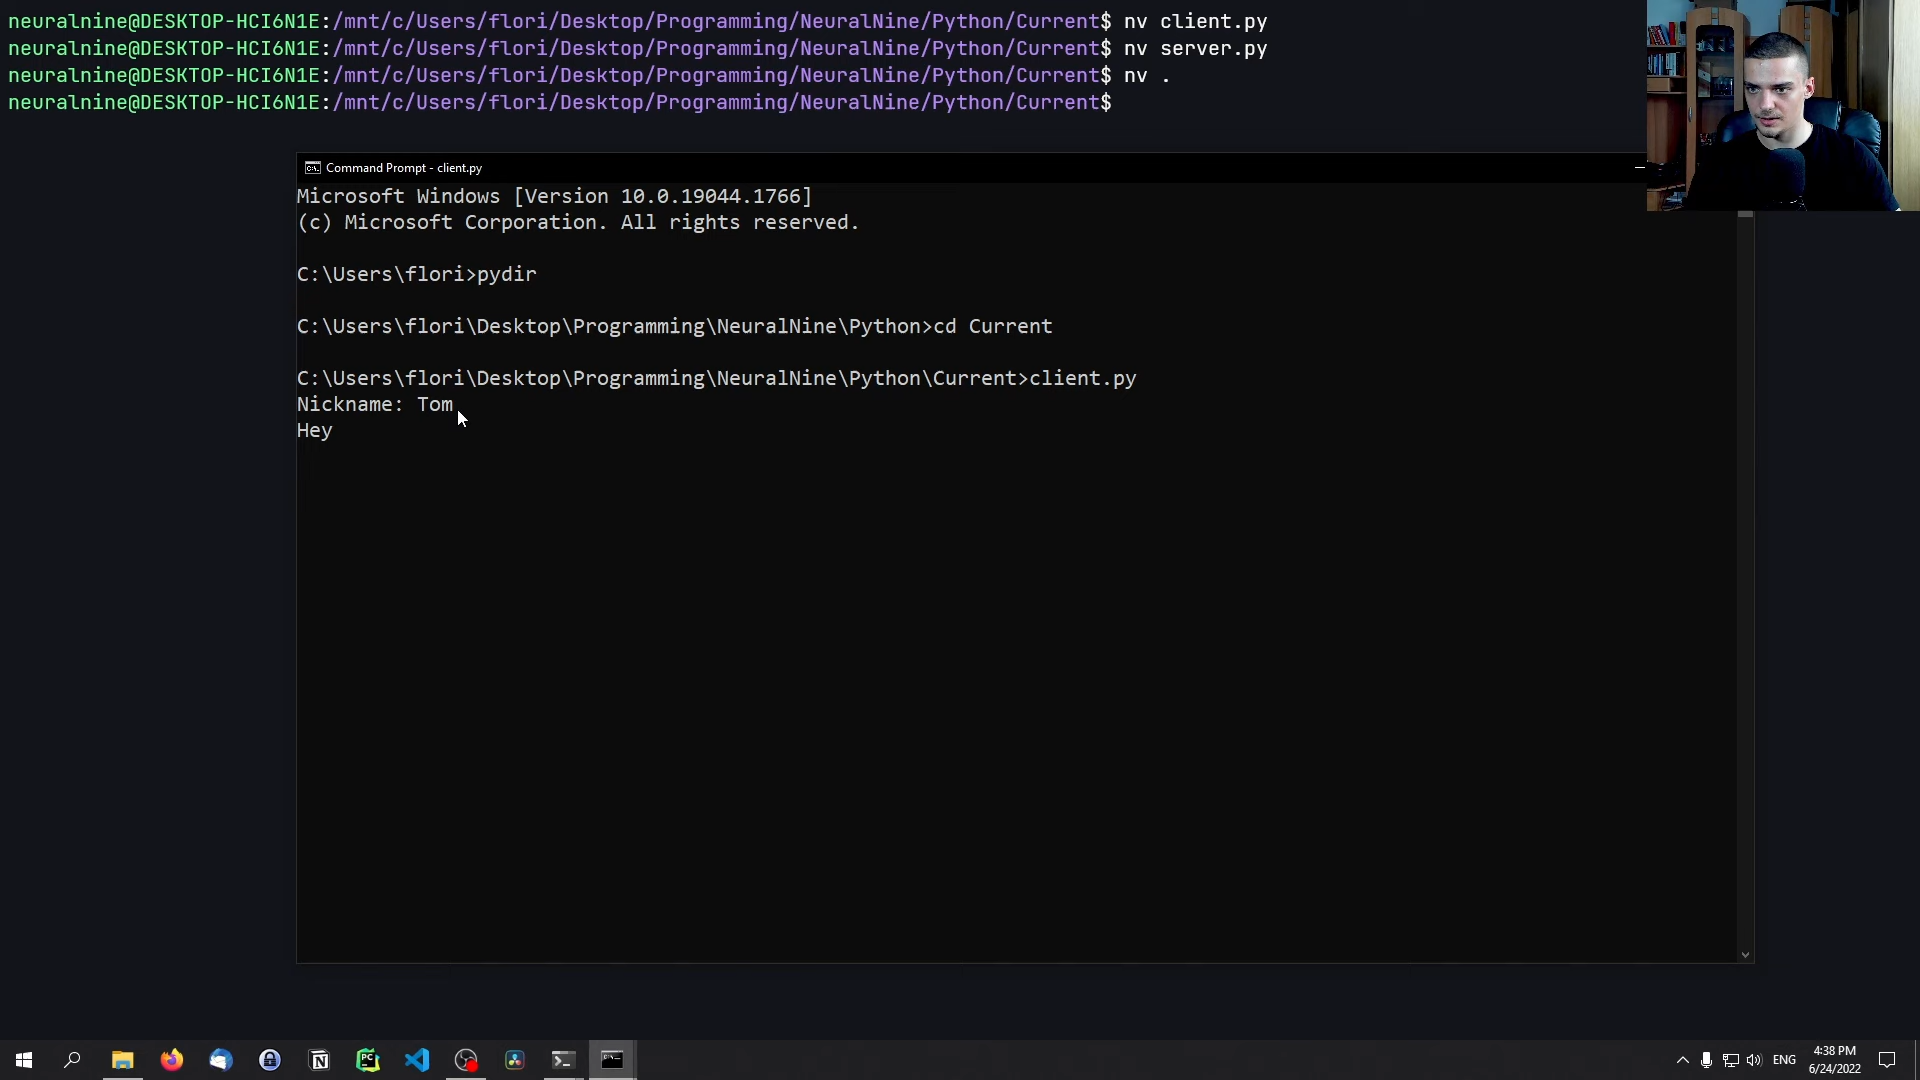 neuralnine@DESKTOP-HCI6N1E:/mnt/c/Users/flori/Desktop/Programming/NeuralNine/Python/Current$ nv client.py
neuralnine@DESKTOP-HCI6N1E:/mnt/c/Users/flori/Desktop/Programming/NeuralNine/Python/Current$ nv server.py
neuralnine@DESKTOP-HCI6N1E:/mnt/c/Users/flori/Desktop/Programming/NeuralNine/Python/Current$ nv .
neuralnine@DESKTOP-HCI6N1E:/mnt/c/Users/flori/Desktop/Programming/NeuralNine/Python/Current$
Command Prompt - client.py
Microsoft Windows [Version 10.0.19044.1766]
(c) Microsoft Corporation. All rights reserved.
C:\Users\flori>pydir
C:\Users\flori\Desktop\Programming\NeuralNine\Python>cd Current
C:\Users\flori\Desktop\Programming\NeuralNine\Python\Current>client.py
Nickname: Tom
Hey
ENG
4:38 PM
6/24/2022